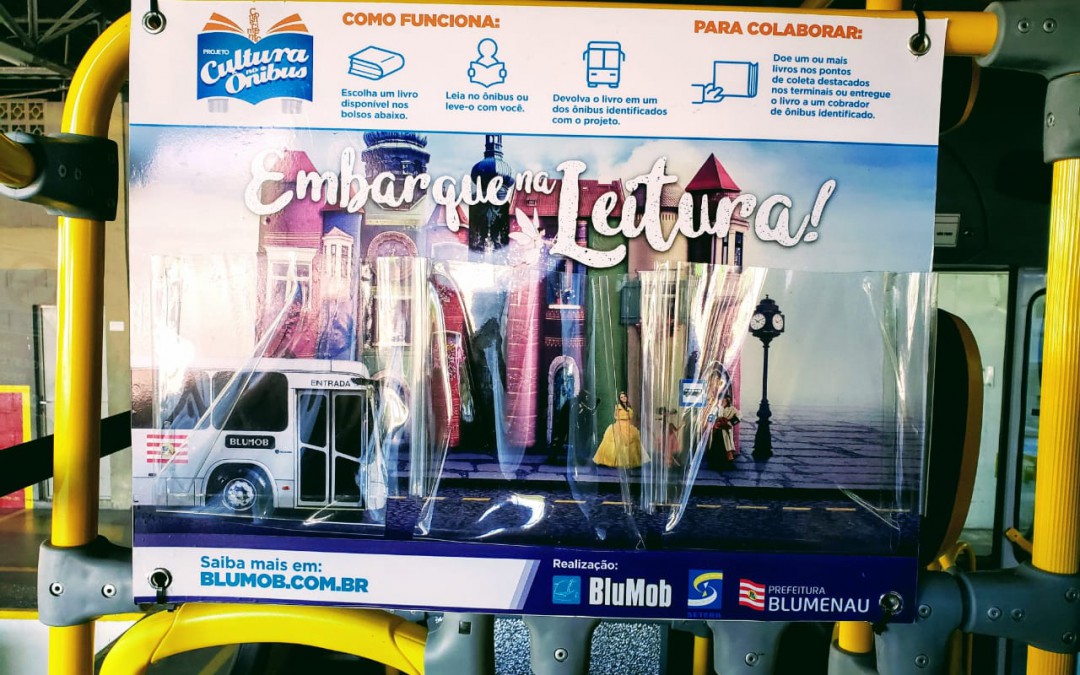 PROJETO
Cultura
no
Ônibus
COMO FUNCIONA:
Escolha um livro
disponível nos
bolsos abaixo.
Leia no ônibus ou
leve-o com você.
Devolva o livro em um
dos ônibus identificados
com o projeto.
PARA COLABORAR:
Doe um ou mais
livros nos pontos
de coleta destacados
nos terminais ou entregue
o livro a um cobrador
de ônibus identificado.
Embarque na Leitura!
ENTRADA
BLUMOB
Saiba mais em:
BLUMOB.COM.BR
Realização:
BluMob
PREFEITURA
BLUMENAU